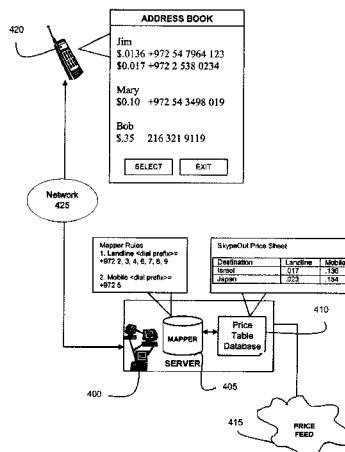 420
ADDRESS BOOK
Jim
$.0136 +972 54 7964 123
$0.017 +972 2 538 0234
Mary
$0.10 +972 54 3498 019
Bob
$.35 216 321 9119
SELECT EXIT
Network
425
Mapper Rules
1. Landline <dial prefix>=
+972 2, 3, 4, 6, 7, 8, 9
2. Mobile <dial prefix>=
+972 5
SkypeOut Price Sheet
Destination Landline Mobile
Israel .017 .136
Japan .023 .154
MAPPER
Price
Table
Database
SERVER
400
405
410
415
PRICE
FEED